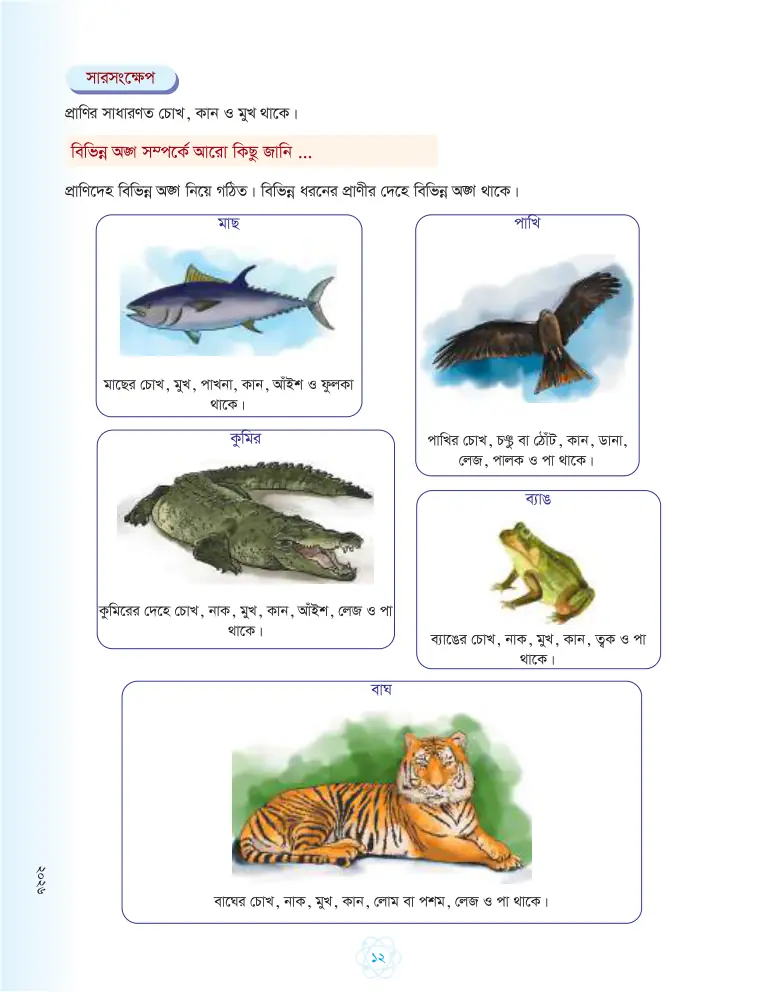 সারসংক্ষেপ
প্রাণির সাধারণত চোখ, কান ও মুখ থাকে।
বিভিন্ন অঙ্গ সম্পর্কে আরো কিছু জানি ...
প্রাণিদেহ বিভিন্ন অঙ্গ নিয়ে গঠিত। বিভিন্ন ধরনের প্রাণীর দেহে বিভিন্ন অঙ্গ থাকে।
মাছ
মাছের চোখ, মুখ, পাখনা, কান, আঁইশ ও ফুলকা
থাকে।
পাখি
পাখির চোখ, চঞ্চু বা ঠোঁট, কান, ডানা,
লেজ, পালক ও পা থাকে।
কুমির
কুমিরের দেহে চোখ, নাক, মুখ, কান, আঁইশ, লেজ ও পা
থাকে।
ব্যাঙ
ব্যাঙের চোখ, নাক, মুখ, কান, ত্বক ও পা
থাকে।
বাঘ
বাঘের চোখ, নাক, মুখ, কান, লোম বা পশম, লেজ ও পা থাকে।
২০২৫
১২